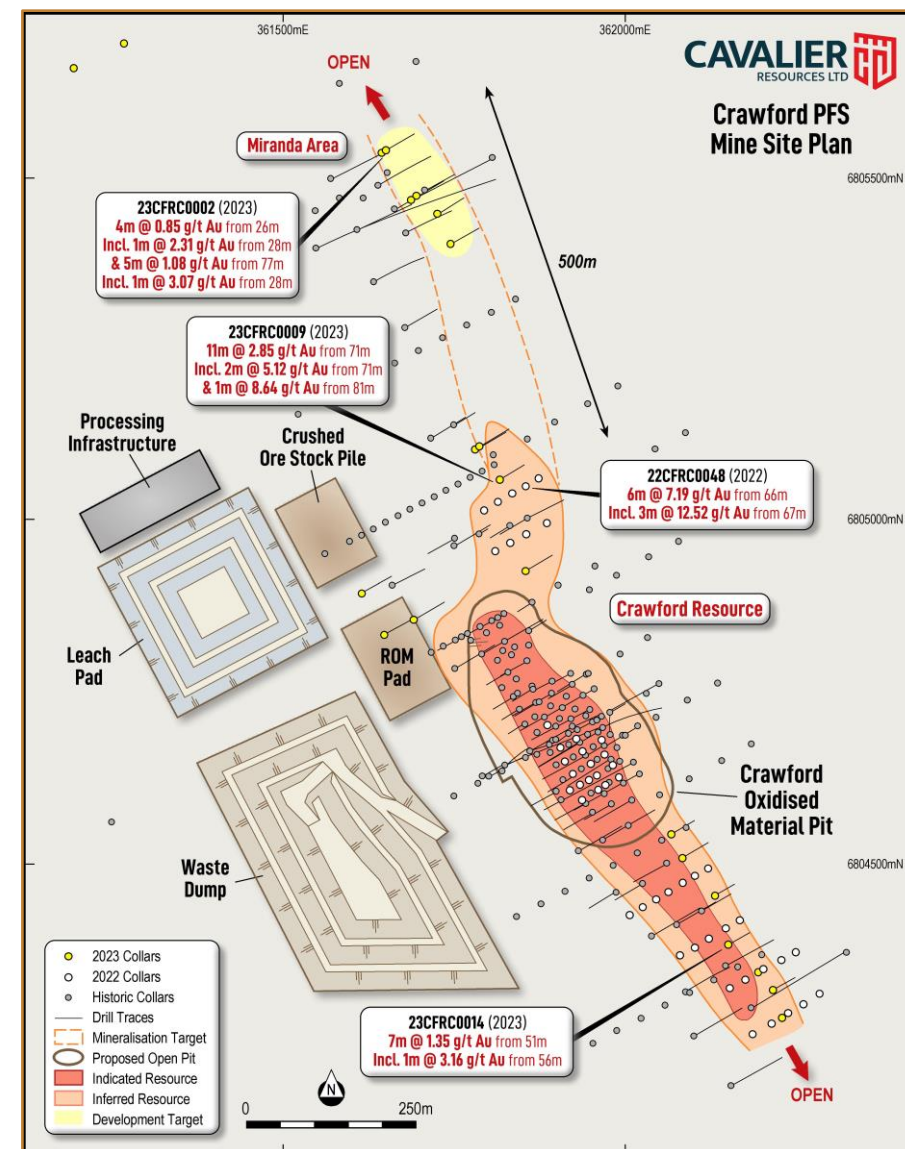 361500mE
362000mE
CAVALIER
RESOURCES LTD
Crawford PFS
Mine Site Plan
OPEN
Miranda Area
6805500mN
23CFRC0002 (2023)
4m @ 0.85 g/t Au from 26m
Incl. 1m @ 2.31 g/t Au from 28m
& 5m @ 1.08 g/t Au from 77m
Incl. 1m @ 3.07 g/t Au from 28m
500m
23CFRC0009 (2023)
11m @ 2.85 g/t Au from 71m
Incl. 2m @ 5.12 g/t Au from 71m
& 1m @ 8.64 g/t Au from 81m
Processing
Infrastructure
Crushed
Ore Stock Pile
22CFRC0048 (2022)
6m @ 7.19 g/t Au from 66m
Incl. 3m @ 12.52 g/t Au from 67m
6805000mN
Crawford Resource
Leach
Pad
ROM
Pad
Crawford
Oxidised
Material Pit
Waste
Dump
6804500mN
2023 Collars
2022 Collars
Historic Collars
Drill Traces
Mineralisation Target
Proposed Open Pit
Indicated Resource
Inferred Resource
Development Target
23CFRC0014 (2023)
7m @ 1.35 g/t Au from 51m
Incl. 1m @ 3.16 g/t Au from 56m
N
0
250m
OPEN